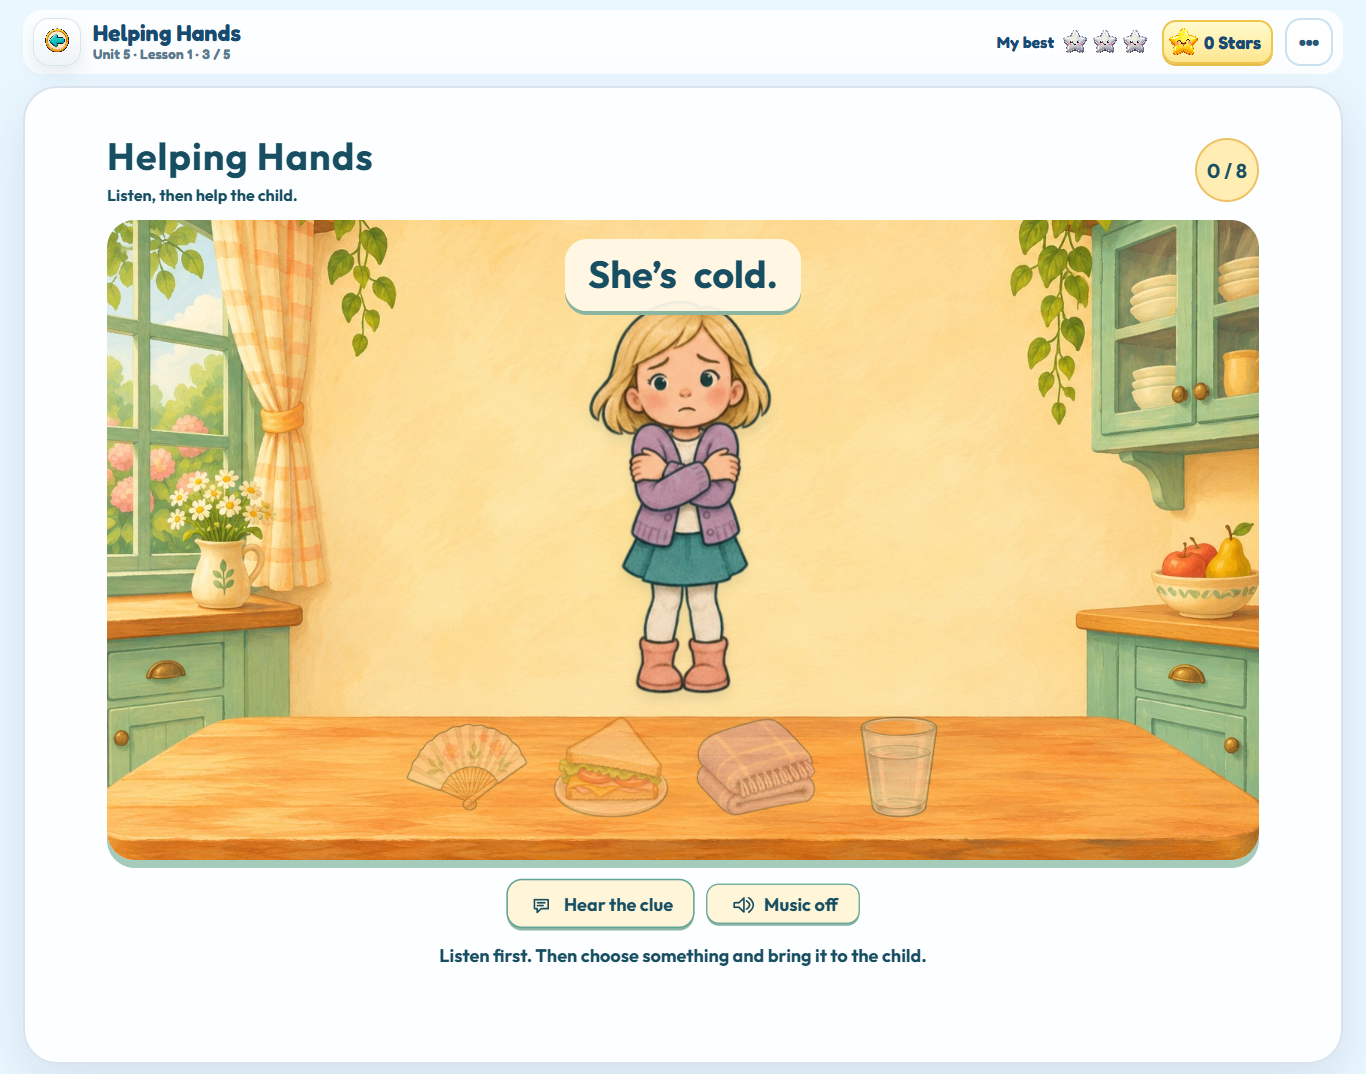 Helping Hands
Unit 5 · Lesson 1 · 3 / 5
My best
0 Stars
Helping Hands
Listen, then help the child.
0 / 8
She’s cold.
Hear the clue
Music off
Listen first. Then choose something and bring it to the child.